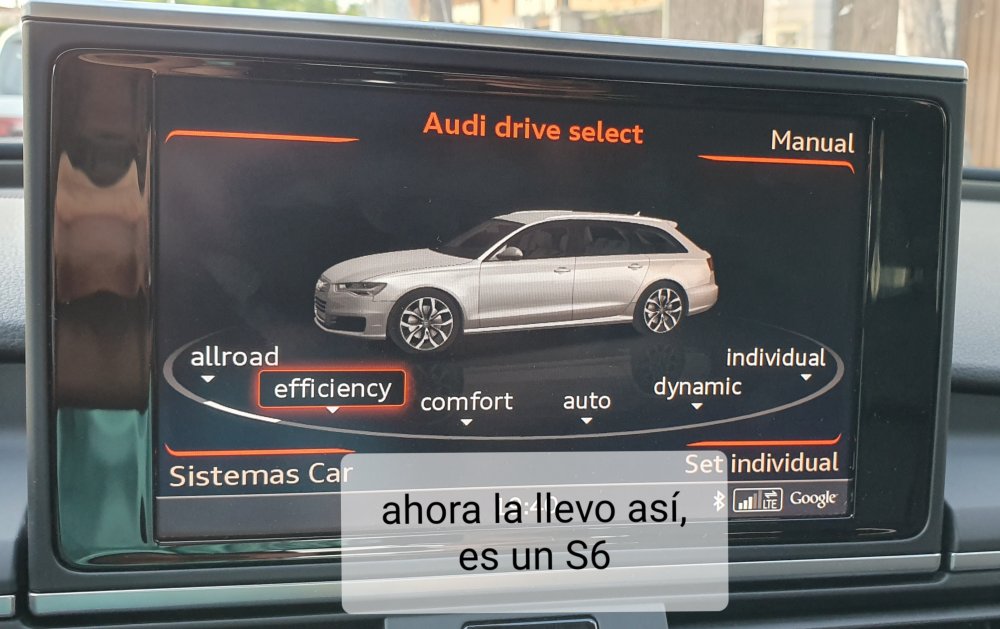 Audi drive select
Manual
allroad
efficiency
comfort
auto
dynamic
individual
Sistemas Car
Set individual
LTE
Google
ahora la llevo así,
es un S6